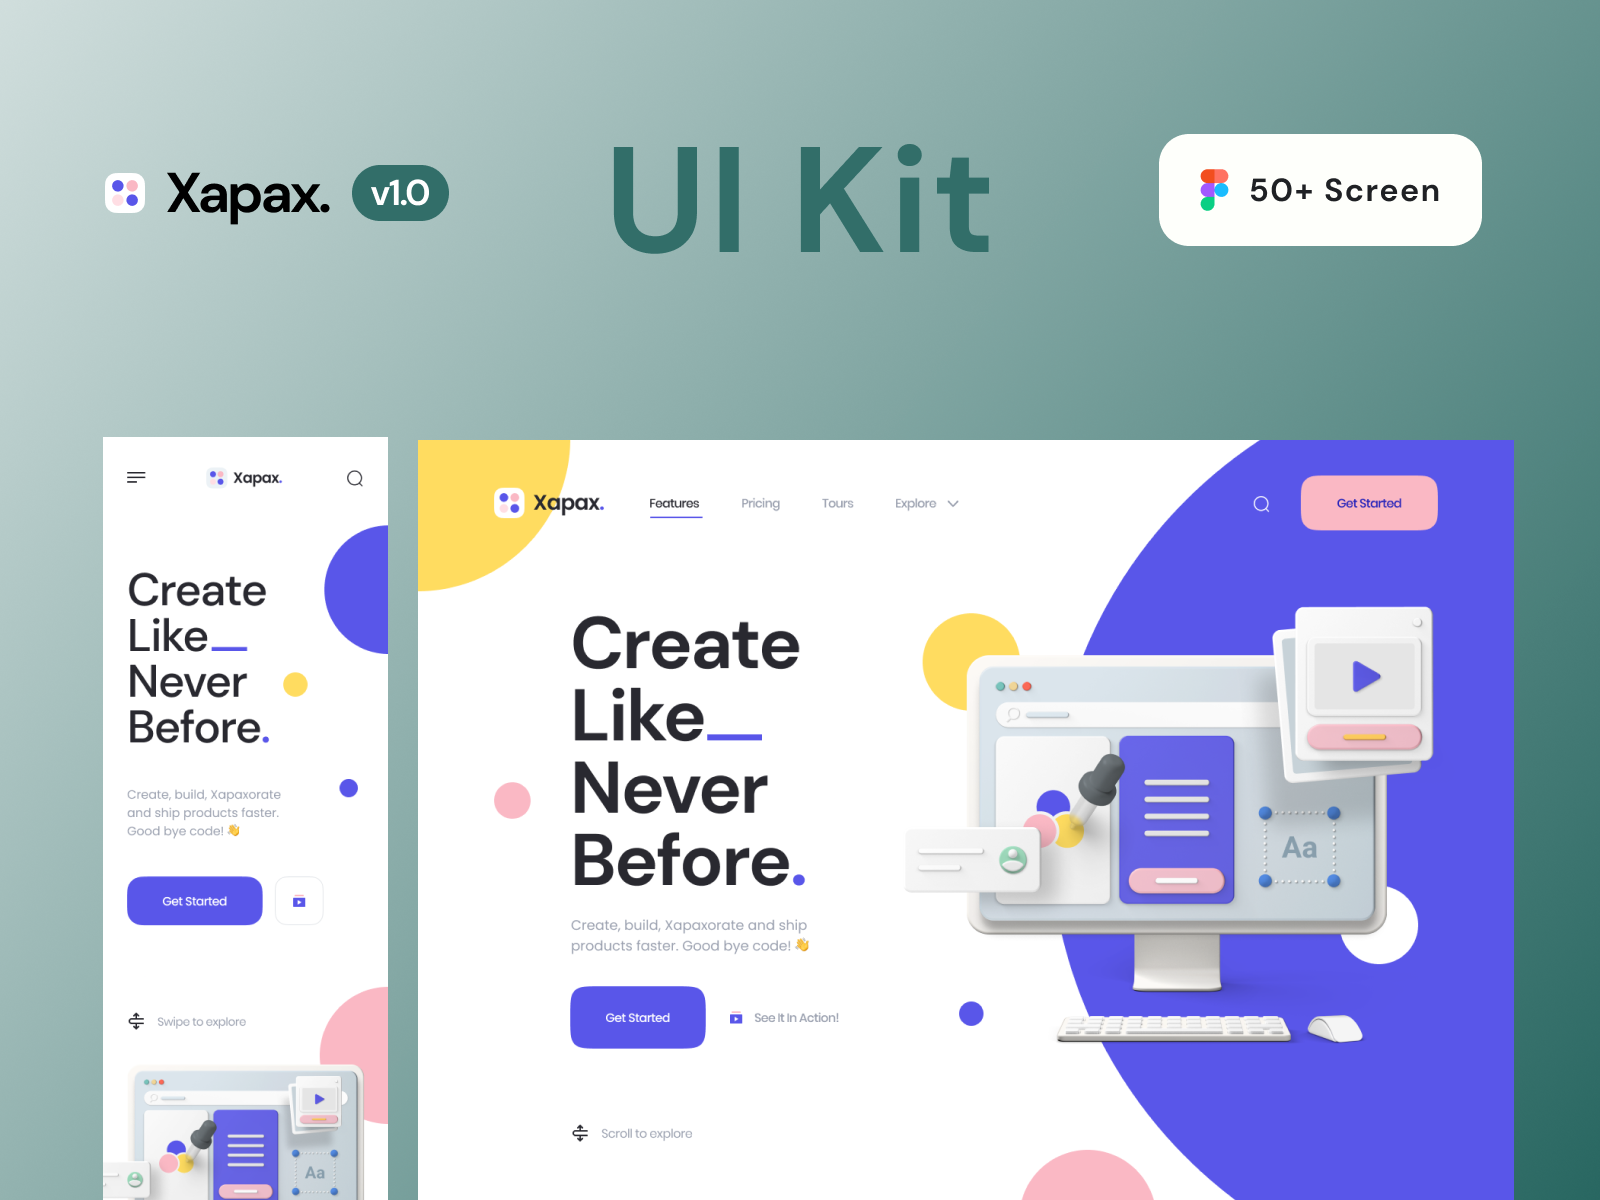 Xapax.
v1.0
UI Kit
50+ Screen
Xapax.
Create
Like
Never
Before.
Create, build, Xapaxorate
and ship products faster.
Good bye code! 👋
Get Started
Swipe to explore
Aa
Xapax.
Features
Pricing
Tours
Explore
Get Started
Create
Like
Never
Before.
Create, build, Xapaxorate and ship
products faster. Good bye code! 👋
Get Started
See It In Action!
Scroll to explore
Aa